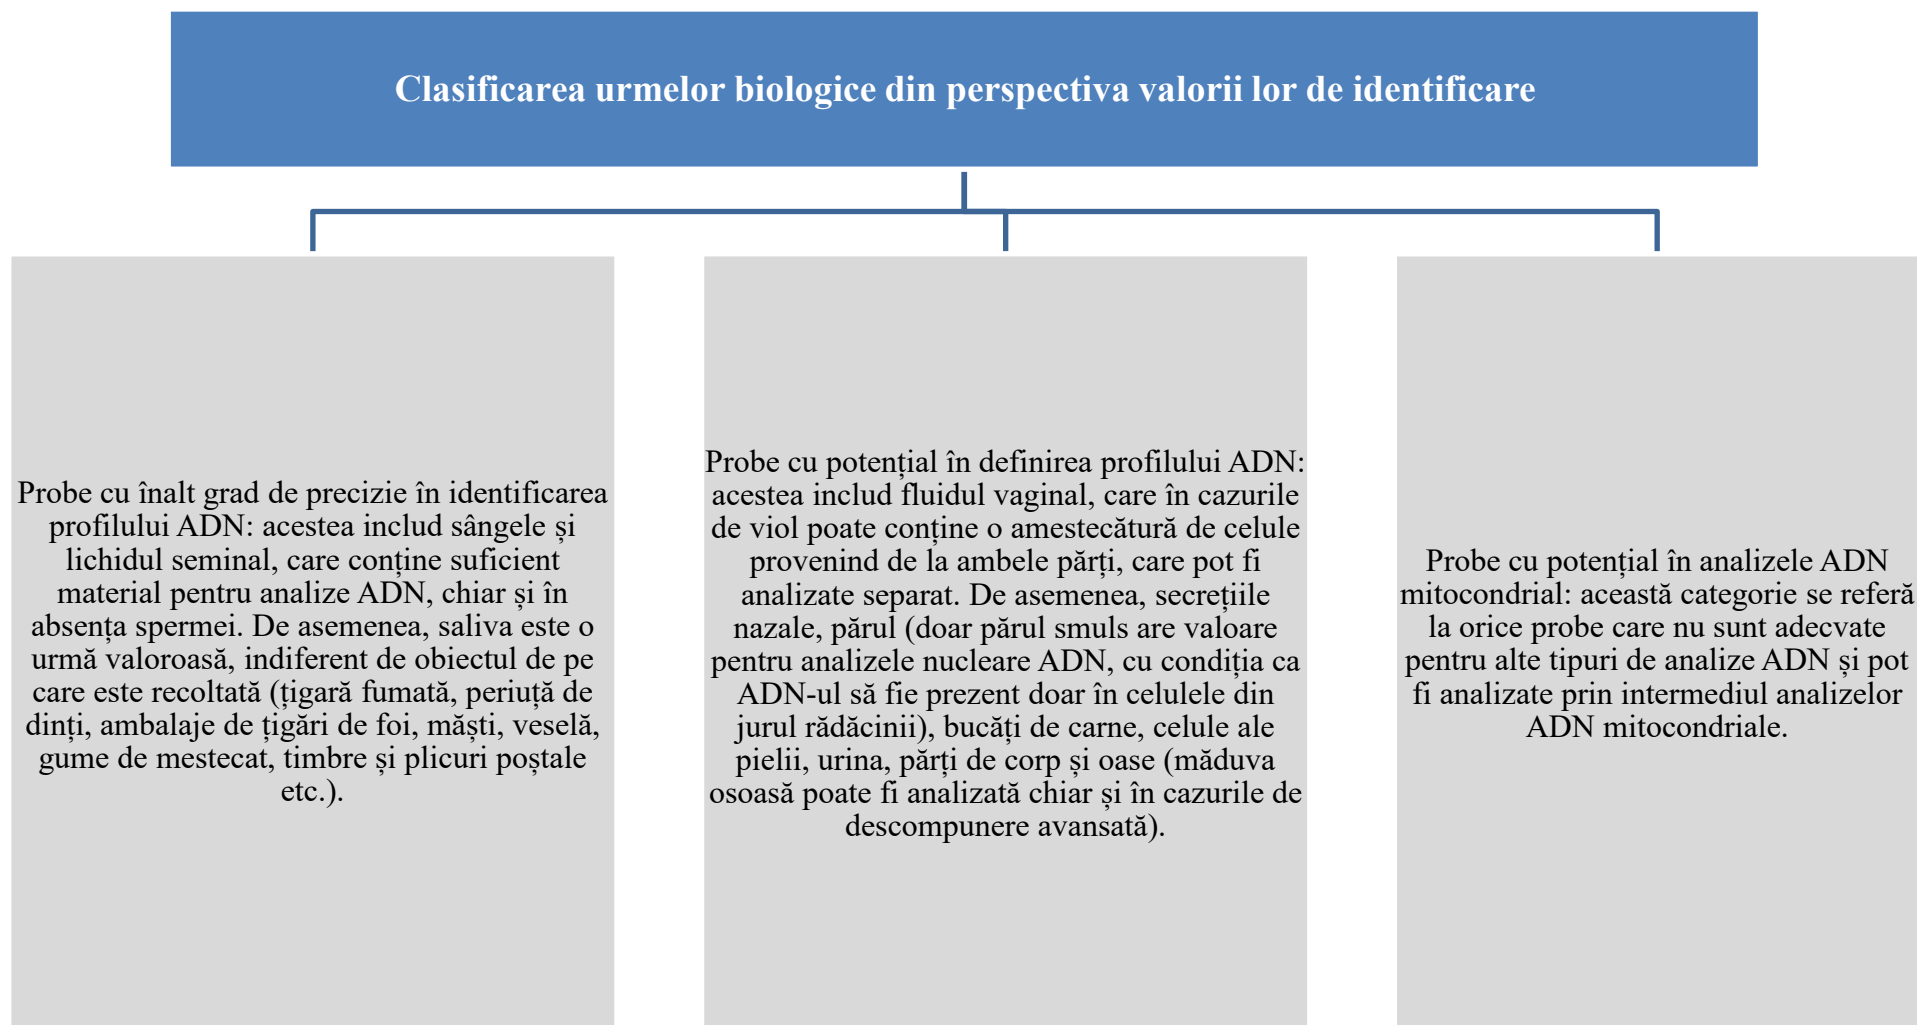 Clasificarea urmelor biologice din perspectiva valorii lor de identificare
Probe cu înalt grad de precizie în identificarea
profilului ADN: acestea includ sângele și
lichidul seminal, care conține suficient
material pentru analize ADN, chiar și în
absența spermei. De asemenea, saliva este o
urmă valoroasă, indiferent de obiectul de pe
care este recoltată (țigară fumată, periuță de
dinți, ambalaje de țigări de foi, măști, veselă,
gume de mestecat, timbre și plicuri poștale
etc.).
Probe cu potențial în definirea profilului ADN:
acestea includ fluidul vaginal, care în cazurile
de viol poate conține o amestecătură de celule
provenind de la ambele părți, care pot fi
analizate separat. De asemenea, secrețiile
nazale, părul (doar părul smuls are valoare
pentru analizele nucleare ADN, cu condiția ca
ADN-ul să fie prezent doar în celulele din
jurul rădăcinii), bucăți de carne, celule ale
pielii, urina, părți de corp și oase (măduva
osoasă poate fi analizată chiar și în cazurile de
descompunere avansată).
Probe cu potențial în analizele ADN
mitocondrial: această categorie se referă
la orice probe care nu sunt adecvate
pentru alte tipuri de analize ADN și pot
fi analizate prin intermediul analizelor
ADN mitocondriale.